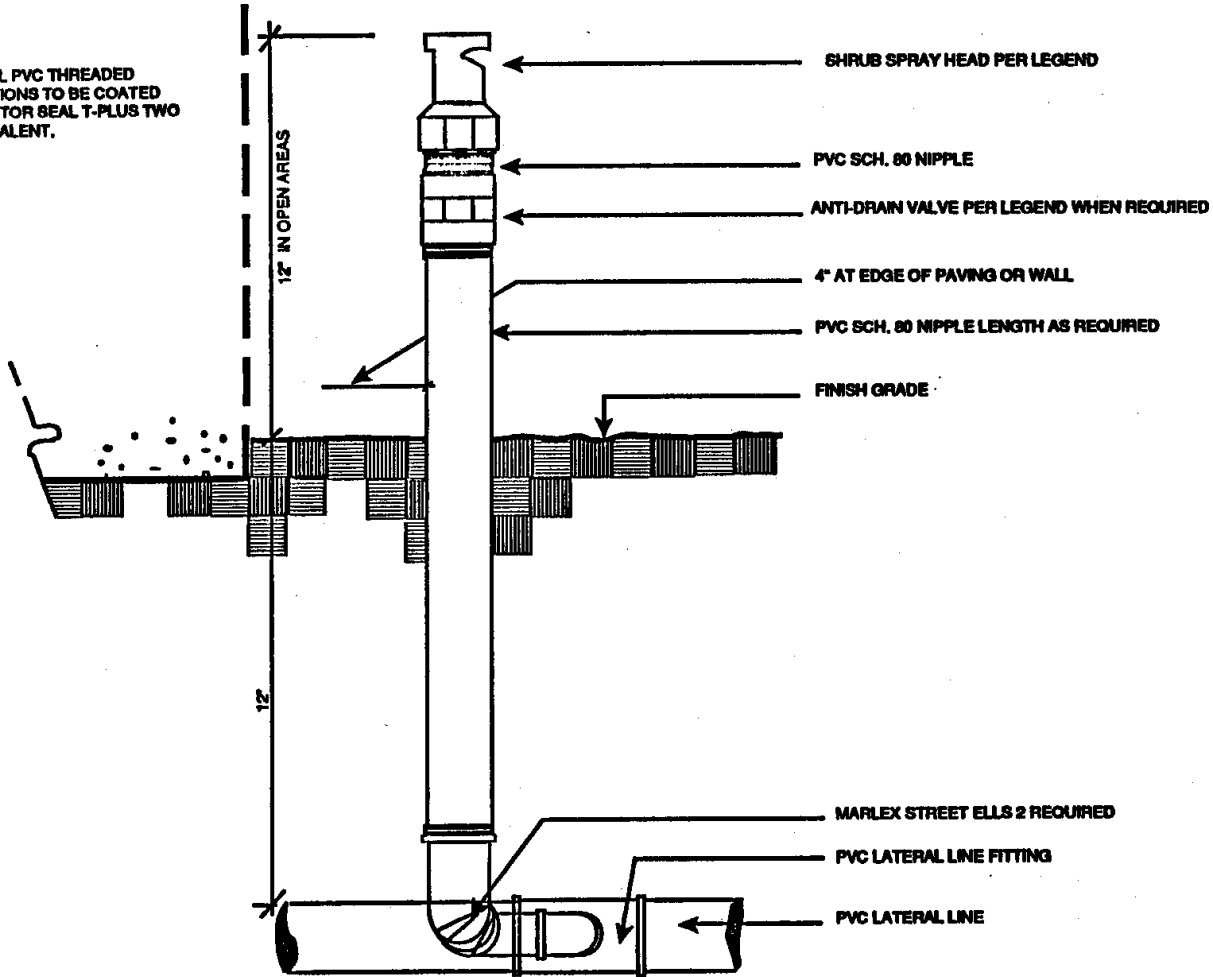 SHRUB SPRAY HEAD PER LEGEND
L PVC THREADED
IONS TO BE COATED
TOR SEAL T-PLUS TWO
ALENT.
12" IN OPEN AREAS
PVC SCH. 80 NIPPLE
ANTI-DRAIN VALVE PER LEGEND WHEN REQUIRED
4" AT EDGE OF PAVING OR WALL
PVC SCH. 80 NIPPLE LENGTH AS REQUIRED
FINISH GRADE
12"
MARLEX STREET ELLS 2 REQUIRED
PVC LATERAL LINE FITTING
PVC LATERAL LINE